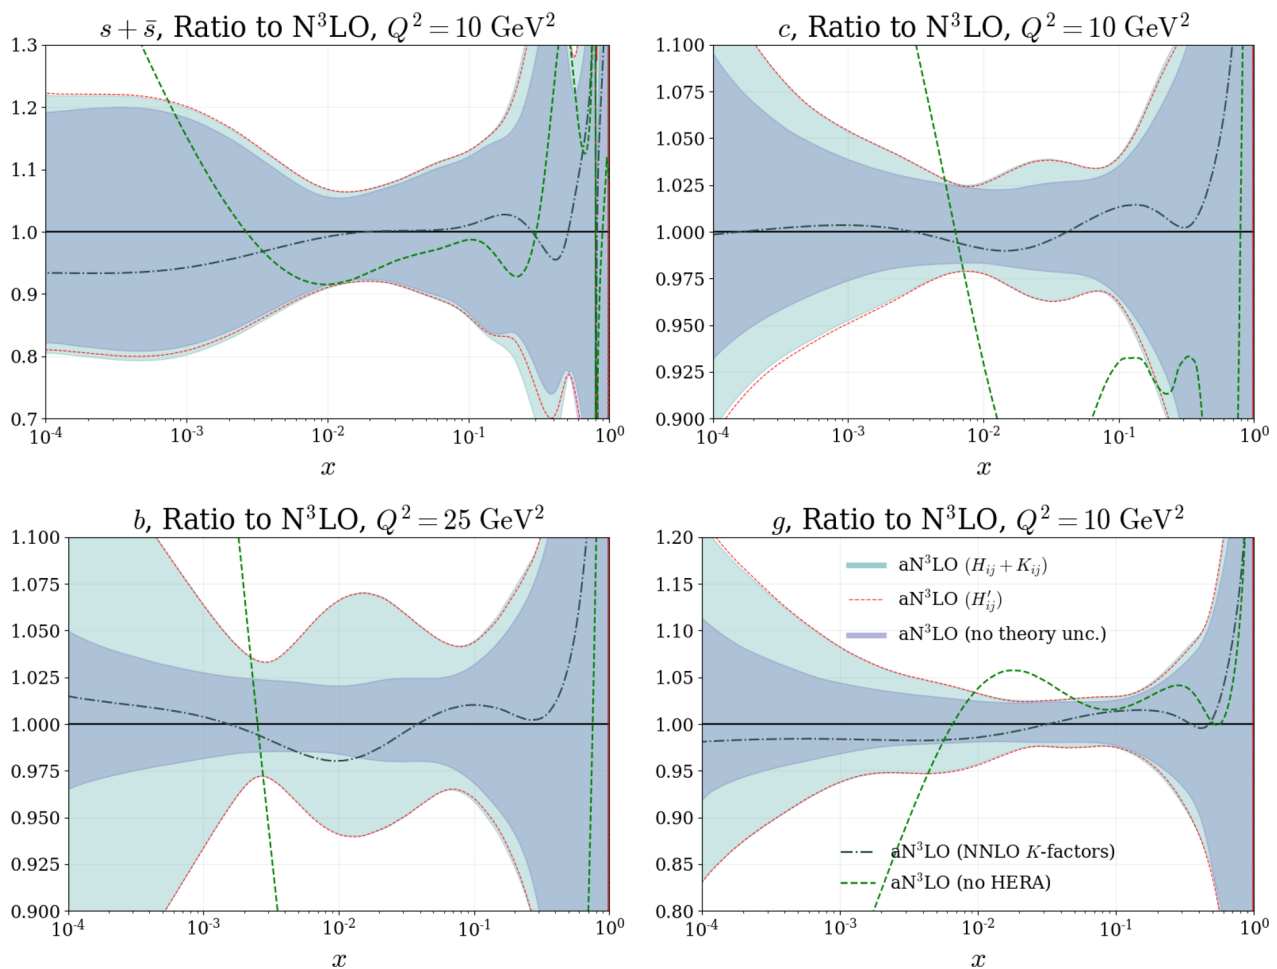 s + s̄, Ratio to N³LO, Q² = 10 GeV²
1.3
1.2
1.1
1.0
0.9
0.8
0.7
10⁻⁴ 10⁻³ 10⁻² 10⁻¹ 10⁰
x
c, Ratio to N³LO, Q² = 10 GeV²
1.100
1.075
1.050
1.025
1.000
0.975
0.950
0.925
0.900
10⁻⁴ 10⁻³ 10⁻² 10⁻¹ 10⁰
x
b, Ratio to N³LO, Q² = 25 GeV²
1.100
1.075
1.050
1.025
1.000
0.975
0.950
0.925
0.900
10⁻⁴ 10⁻³ 10⁻² 10⁻¹ 10⁰
x
g, Ratio to N³LO, Q² = 10 GeV²
1.20
1.15
1.10
1.05
1.00
0.95
0.90
0.85
0.80
aN³LO (Hᵢⱼ + Kᵢⱼ)
aN³LO (H′ᵢⱼ)
aN³LO (no theory unc.)
aN³LO (NNLO K-factors)
aN³LO (no HERA)
10⁻⁴ 10⁻³ 10⁻² 10⁻¹ 10⁰
x